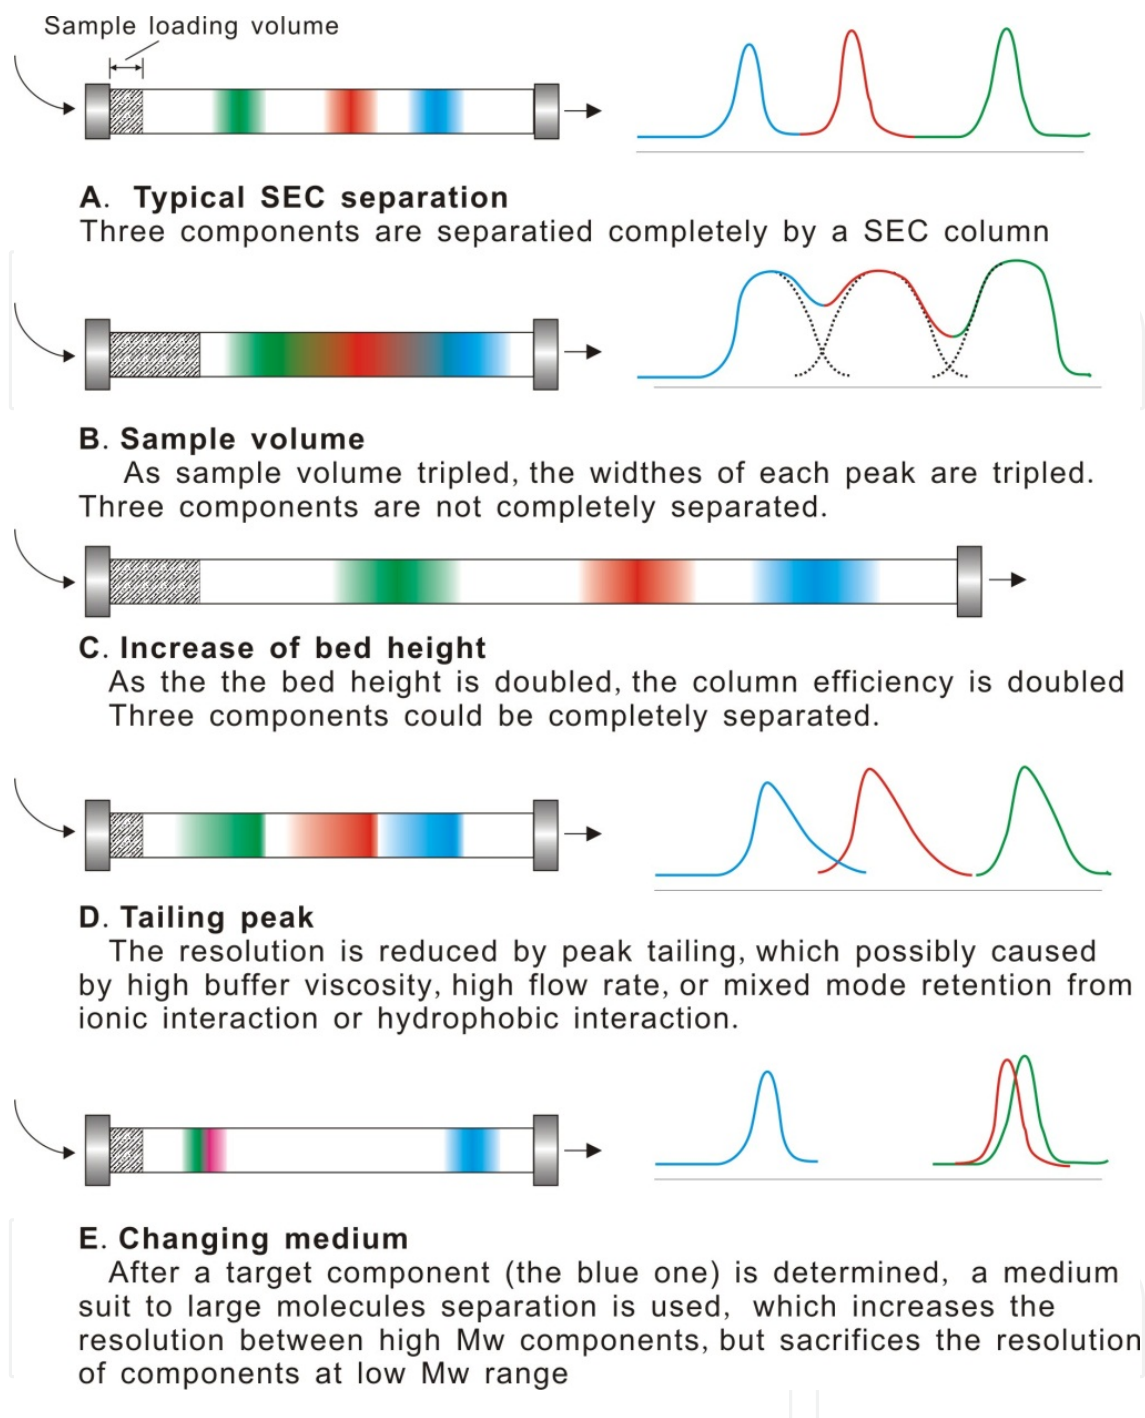 Sample loading volume
A. Typical SEC separation
Three components are separatied completely by a SEC column
B. Sample volume
As sample volume tripled, the widthes of each peak are tripled.
Three components are not completely separated.
C. Increase of bed height
As the the bed height is doubled, the column efficiency is doubled
Three components could be completely separated.
D. Tailing peak
The resolution is reduced by peak tailing, which possibly caused
by high buffer viscosity, high flow rate, or mixed mode retention from
ionic interaction or hydrophobic interaction.
E. Changing medium
After a target component (the blue one) is determined, a medium
suit to large molecules separation is used, which increases the
resolution between high Mw components, but sacrifices the resolution
of components at low Mw range